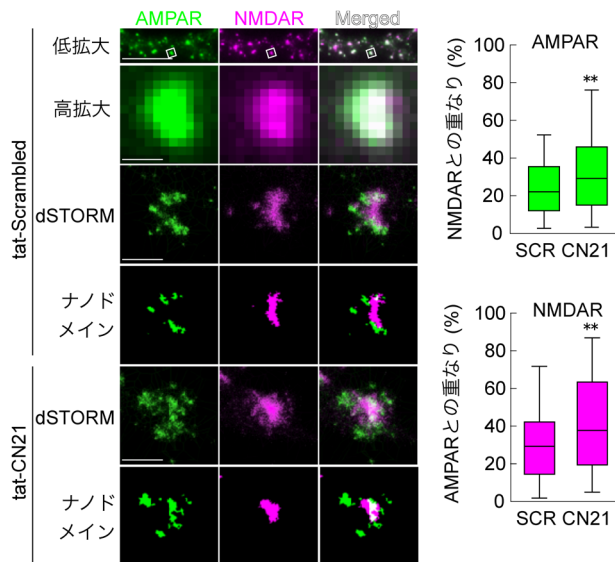 AMPAR NMDAR Merged
低拡大
高拡大
tat-Scrambled
dSTORM
ナノド
メイン
tat-CN21
dSTORM
ナノド
メイン
AMPAR
NMDARとの重なり (%)
100
80
60
40
20
0
**
SCR CN21
NMDAR
AMPARとの重なり (%)
100
80
60
40
20
0
**
SCR CN21